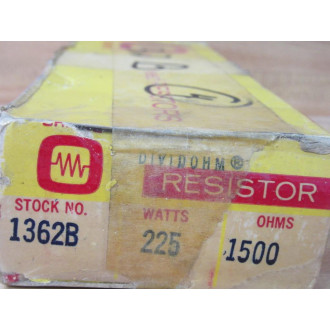 DIVIDOHM®
RESISTOR
STOCK NO. WATTS OHMS
1362B 225 1500